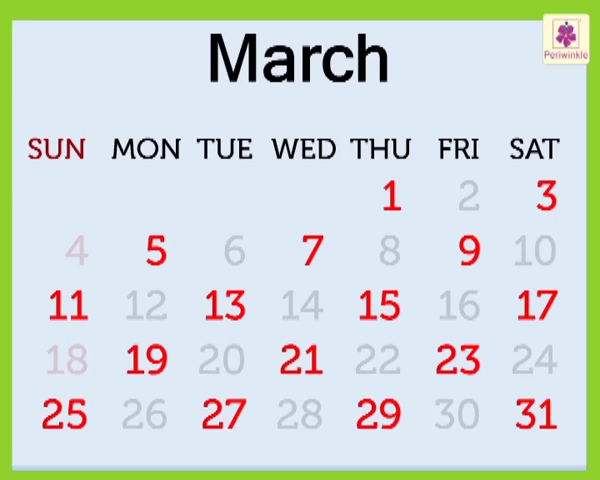 March
Periwinkle
SUN MON TUE WED THU FRI SAT
1 2 3
4 5 6 7 8 9 10
11 12 13 14 15 16 17
18 19 20 21 22 23 24
25 26 27 28 29 30 31